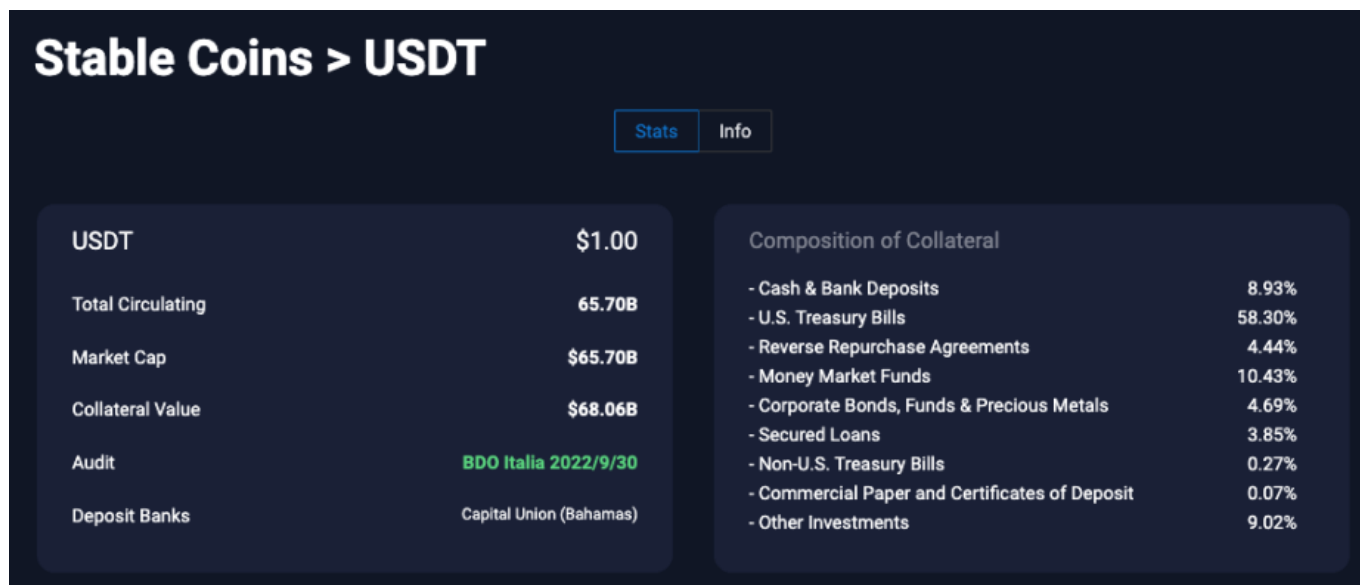 Stable Coins > USDT
Stats Info
USDT $1.00
Total Circulating 65.70B
Market Cap $65.70B
Collateral Value $68.06B
Audit BDO Italia 2022/9/30
Deposit Banks Capital Union (Bahamas)
Composition of Collateral
- Cash & Bank Deposits 8.93%
- U.S. Treasury Bills 58.30%
- Reverse Repurchase Agreements 4.44%
- Money Market Funds 10.43%
- Corporate Bonds, Funds & Precious Metals 4.69%
- Secured Loans 3.85%
- Non-U.S. Treasury Bills 0.27%
- Commercial Paper and Certificates of Deposit 0.07%
- Other Investments 9.02%